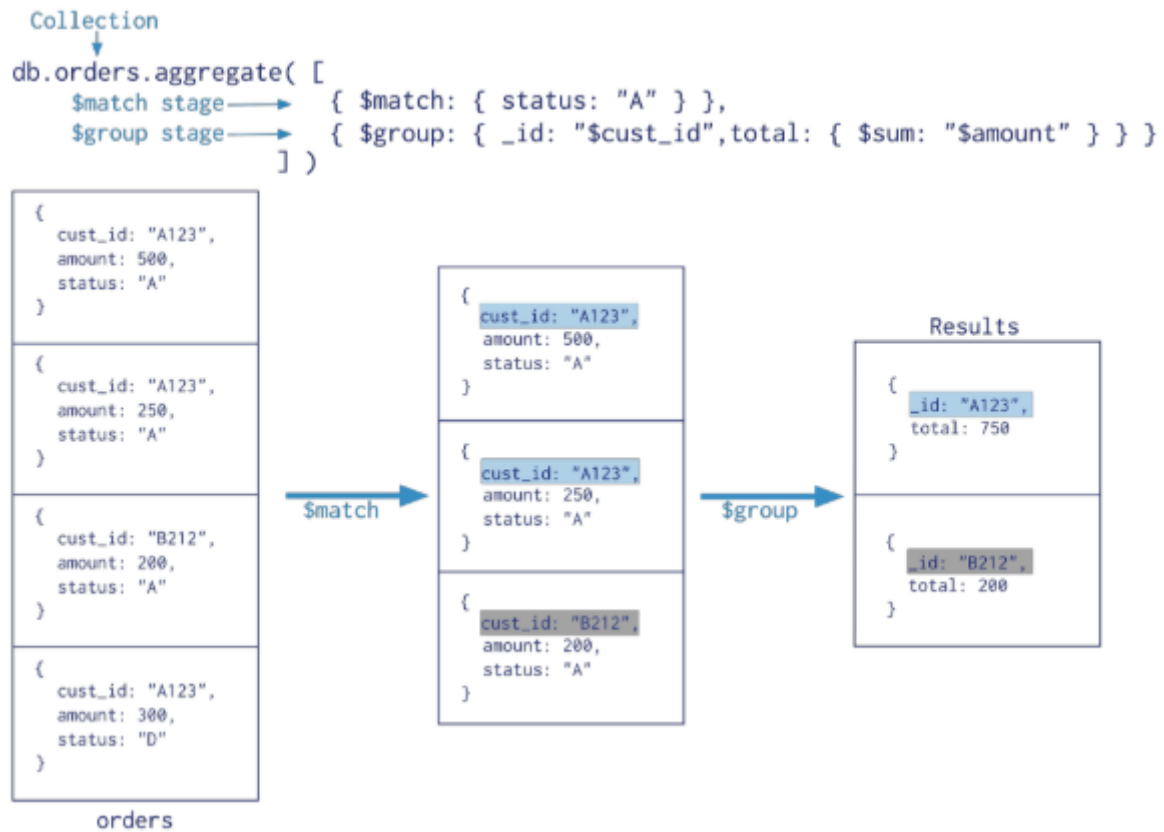 Collection
db.orders.aggregate( [
$match stage
{ $match: { status: "A" } },
$group stage
{ $group: { _id: "$cust_id",total: { $sum: "$amount" } } }
] )
{
cust_id: "A123",
amount: 500,
status: "A"
}
{
cust_id: "A123",
amount: 250,
status: "A"
}
{
cust_id: "B212",
amount: 200,
status: "A"
}
{
cust_id: "A123",
amount: 300,
status: "D"
}
orders
$match
{
cust_id: "A123",
amount: 500,
status: "A"
}
{
cust_id: "A123",
amount: 250,
status: "A"
}
{
cust_id: "B212",
amount: 200,
status: "A"
}
$group
Results
{
_id: "A123",
total: 750
}
{
_id: "B212",
total: 200
}